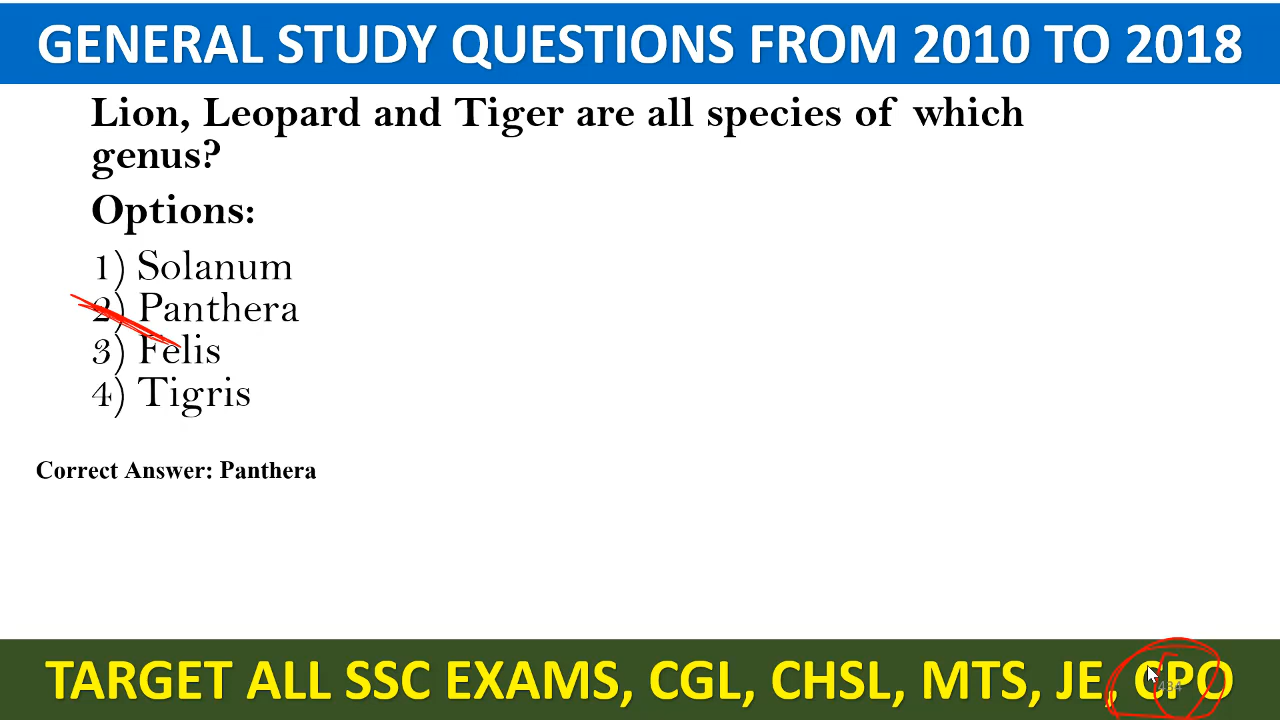 GENERAL STUDY QUESTIONS FROM 2010 TO 2018
Lion, Leopard and Tiger are all species of which
genus?
Options:
1) Solanum
2) Panthera
3) Felis
4) Tigris
Correct Answer: Panthera
TARGET ALL SSC EXAMS, CGL, CHSL, MTS, JE, CPO